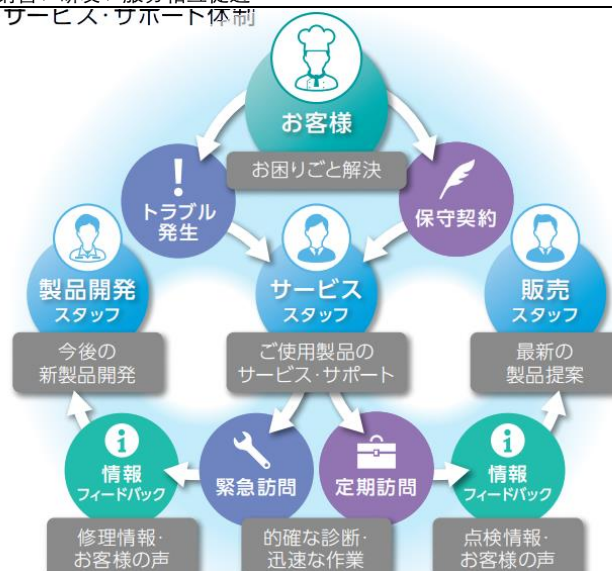 サービス・サポート体制
お客様
お困りごと解決
!
トラブル
発生
保守契約
製品開発
スタッフ
サービス
スタッフ
販売
スタッフ
今後の
新製品開発
ご使用製品の
サービス・サポート
最新の
製品提案
情報
フィードバック
緊急訪問
定期訪問
情報
フィードバック
修理情報・
お客様の声
的確な診断・
迅速な作業
点検情報・
お客様の声